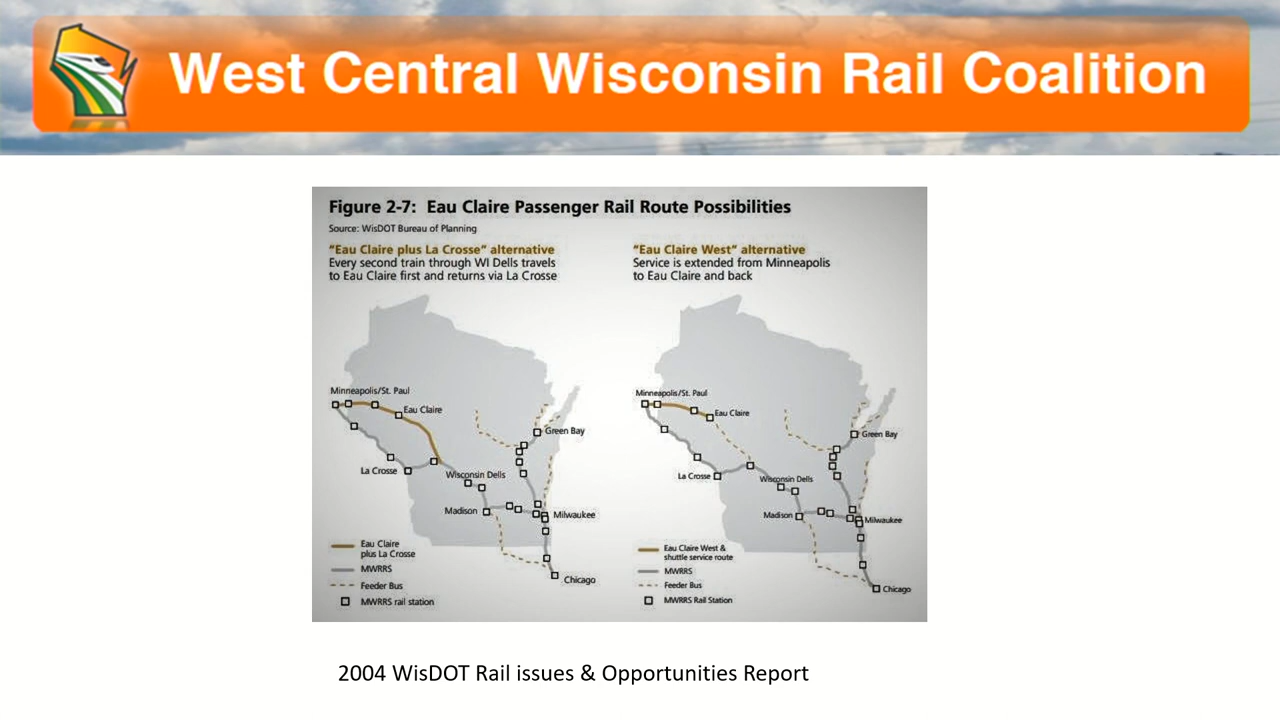 West Central Wisconsin Rail Coalition
Figure 2-7: Eau Claire Passenger Rail Route Possibilities
Source: WisDOT Bureau of Planning
“Eau Claire plus La Crosse” alternative
Every second train through WI Dells travels
to Eau Claire first and returns via La Crosse
Minneapolis/St. Paul
Eau Claire
Green Bay
La Crosse
Wisconsin Dells
Madison
Milwaukee
Chicago
Eau Claire
plus La Crosse
MWRRS
Feeder Bus
MWRRS rail station
“Eau Claire West” alternative
Service is extended from Minneapolis
to Eau Claire and back
Minneapolis/St. Paul
Eau Claire
Green Bay
La Crosse
Wisconsin Dells
Madison
Milwaukee
Chicago
Eau Claire West &
shuttle service route
MWRRS
Feeder Bus
MWRRS Rail Station
2004 WisDOT Rail issues & Opportunities Report